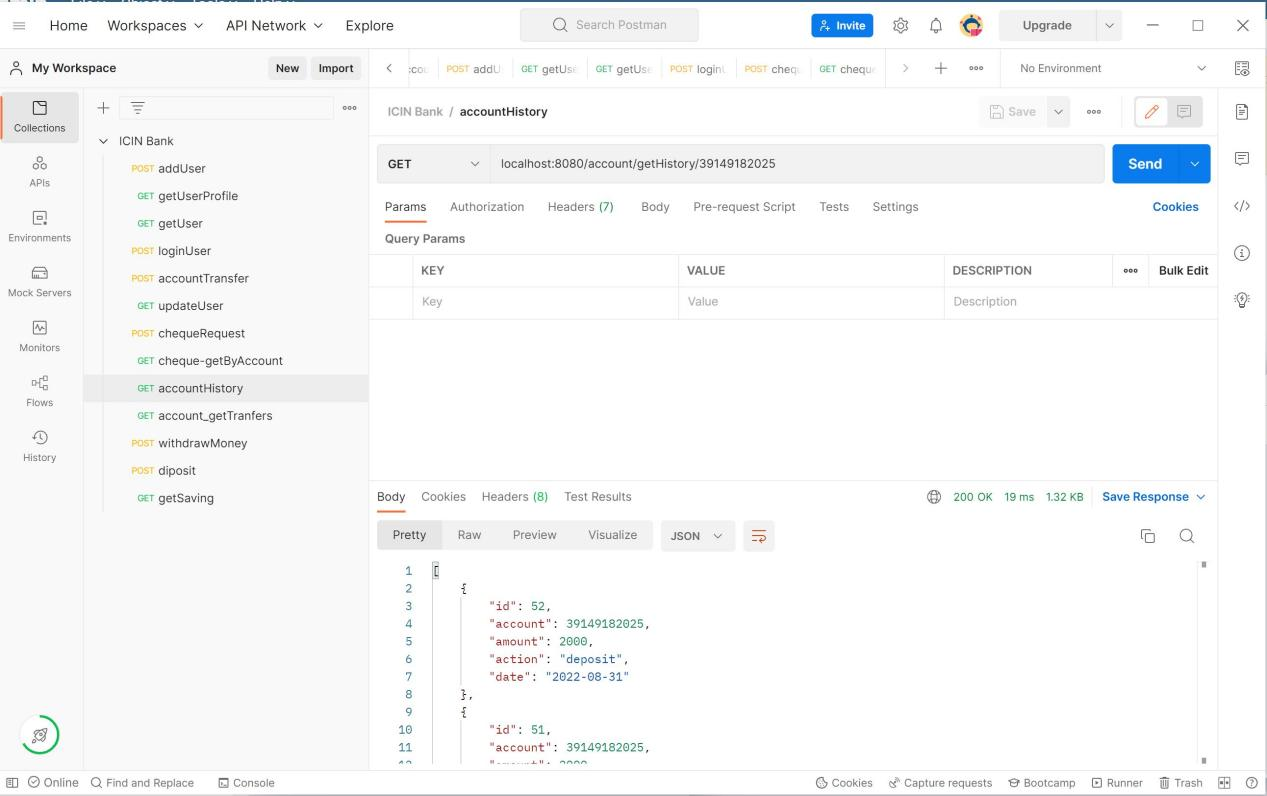 Home Workspaces API Network Explore Search Postman Invite Upgrade
My Workspace New Import POST addU GET getUse GET getUse POST login POST chequ GET cheque No Environment
Collections
APIs
Environments
Mock Servers
Monitors
Flows
History
ICIN Bank
POST addUser
GET getUserProfile
GET getUser
POST loginUser
POST accountTransfer
GET updateUser
POST chequeRequest
GET cheque-getByAccount
GET accountHistory
GET account_getTranfers
POST withdrawMoney
POST diposit
GET getSaving
ICIN Bank / accountHistory Save
GET localhost:8080/account/getHistory/39149182025 Send
Params Authorization Headers (7) Body Pre-request Script Tests Settings Cookies
Query Params
KEY VALUE DESCRIPTION Bulk Edit
Key Value Description
Body Cookies Headers (8) Test Results 200 OK 19 ms 1.32 KB Save Response
Pretty Raw Preview Visualize JSON
1 [
2 {
3 "id": 52,
4 "account": 39149182025,
5 "amount": 2000,
6 "action": "deposit",
7 "date": "2022-08-31"
8 },
9 {
10 "id": 51,
11 "account": 39149182025,
Online Find and Replace Console Cookies Capture requests Bootcamp Runner Trash